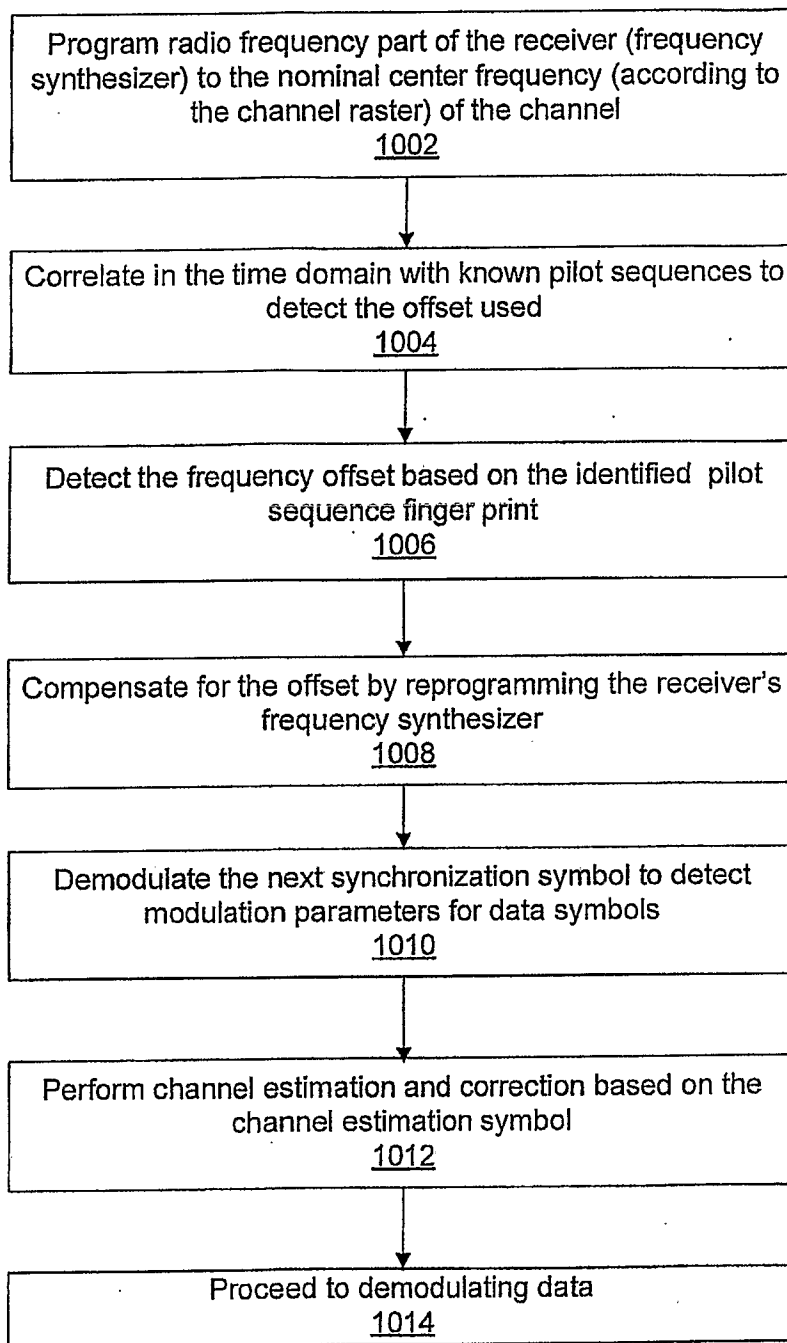 Program radio frequency part of the receiver (frequency
synthesizer) to the nominal center frequency (according to
the channel raster) of the channel
1002
Correlate in the time domain with known pilot sequences to
detect the offset used
1004
Detect the frequency offset based on the identified pilot
sequence finger print
1006
Compensate for the offset by reprogramming the receiver's
frequency synthesizer
1008
Demodulate the next synchronization symbol to detect
modulation parameters for data symbols
1010
Perform channel estimation and correction based on the
channel estimation symbol
1012
Proceed to demodulating data
1014